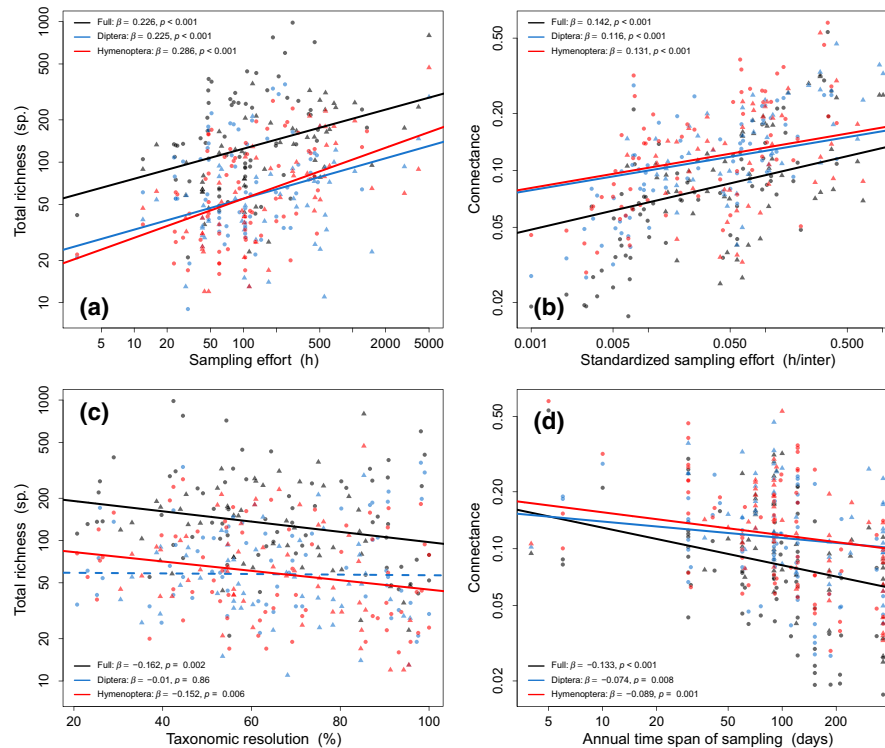 Full: β = 0.226, p < 0.001
Diptera: β = 0.225, p < 0.001
Hymenoptera: β = 0.286, p < 0.001
1000
500
200
100
50
20
10
Total richness (sp.)
(a)
5 10 20 50 100 200 500 2000 5000
Sampling effort (h)
Full: β = 0.142, p < 0.001
Diptera: β = 0.116, p < 0.001
Hymenoptera: β = 0.131, p < 0.001
0.50
0.20
0.10
0.05
0.02
Connectance
(b)
0.001 0.005 0.050 0.500
Standardized sampling effort (h/inter)
(c)
1000
500
200
100
50
20
10
Total richness (sp.)
Full: β = −0.162, p = 0.002
Diptera: β = −0.01, p = 0.86
Hymenoptera: β = −0.152, p = 0.006
20 40 60 80 100
Taxonomic resolution (%)
(d)
0.50
0.20
0.10
0.05
0.02
Connectance
Full: β = −0.133, p < 0.001
Diptera: β = −0.074, p = 0.008
Hymenoptera: β = −0.089, p = 0.001
5 10 20 50 100 200
Annual time span of sampling (days)